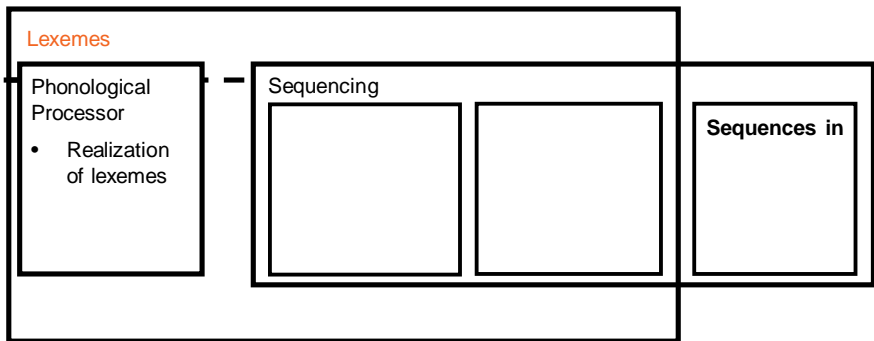 Lexemes
Phonological
Processor
• Realization
of lexemes
Sequencing
Sequences in